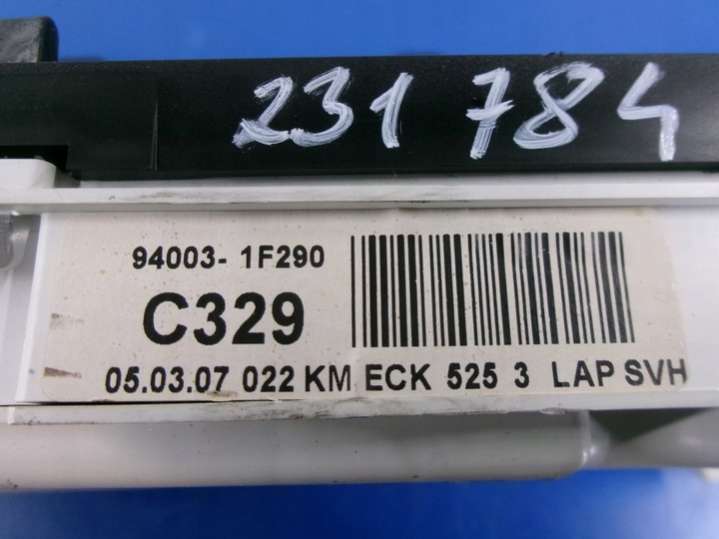 231 784
94003- 1F290
C329
05.03.07 022 KM ECK 525 3 LAP SVH